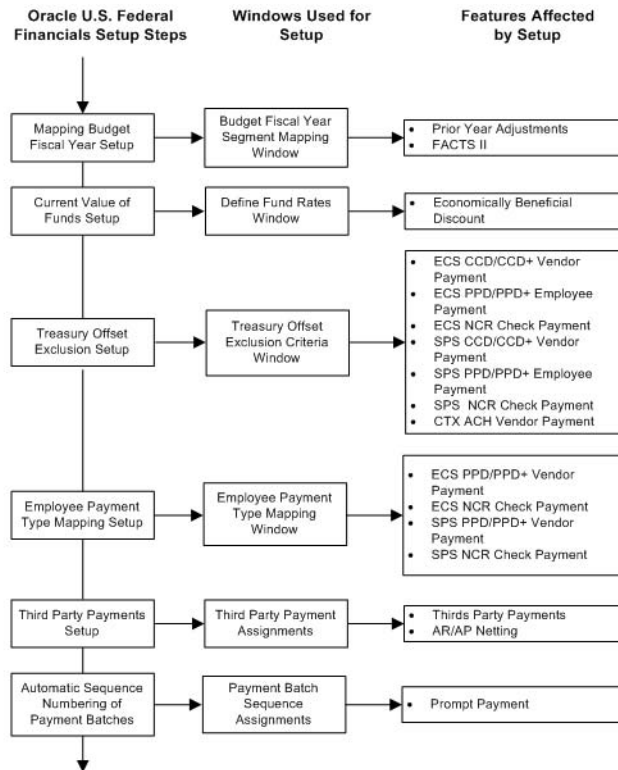 Oracle U.S. Federal
Financials Setup Steps
Windows Used for
Setup
Features Affected
by Setup
Mapping Budget
Fiscal Year Setup
Budget Fiscal Year
Segment Mapping
Window
• Prior Year Adjustments
• FACTS II
Current Value of
Funds Setup
Define Fund Rates
Window
• Economically Beneficial
Discount
Treasury Offset
Exclusion Setup
Treasury Offset
Exclusion Criteria
Window
• ECS CCD/CCD+ Vendor
Payment
• ECS PPD/PPD+ Employee
Payment
• ECS NCR Check Payment
• SPS CCD/CCD+ Vendor
Payment
• SPS PPD/PPD+ Employee
Payment
• SPS NCR Check Payment
• CTX ACH Vendor Payment
Employee Payment
Type Mapping Setup
Employee Payment
Type Mapping
Window
• ECS PPD/PPD+ Vendor
Payment
• ECS NCR Check Payment
• SPS PPD/PPD+ Vendor
Payment
• SPS NCR Check Payment
Third Party Payments
Setup
Third Party Payment
Assignments
• Thirds Party Payments
• AR/AP Netting
Automatic Sequence
Numbering of
Payment Batches
Payment Batch
Sequence
Assignments
• Prompt Payment